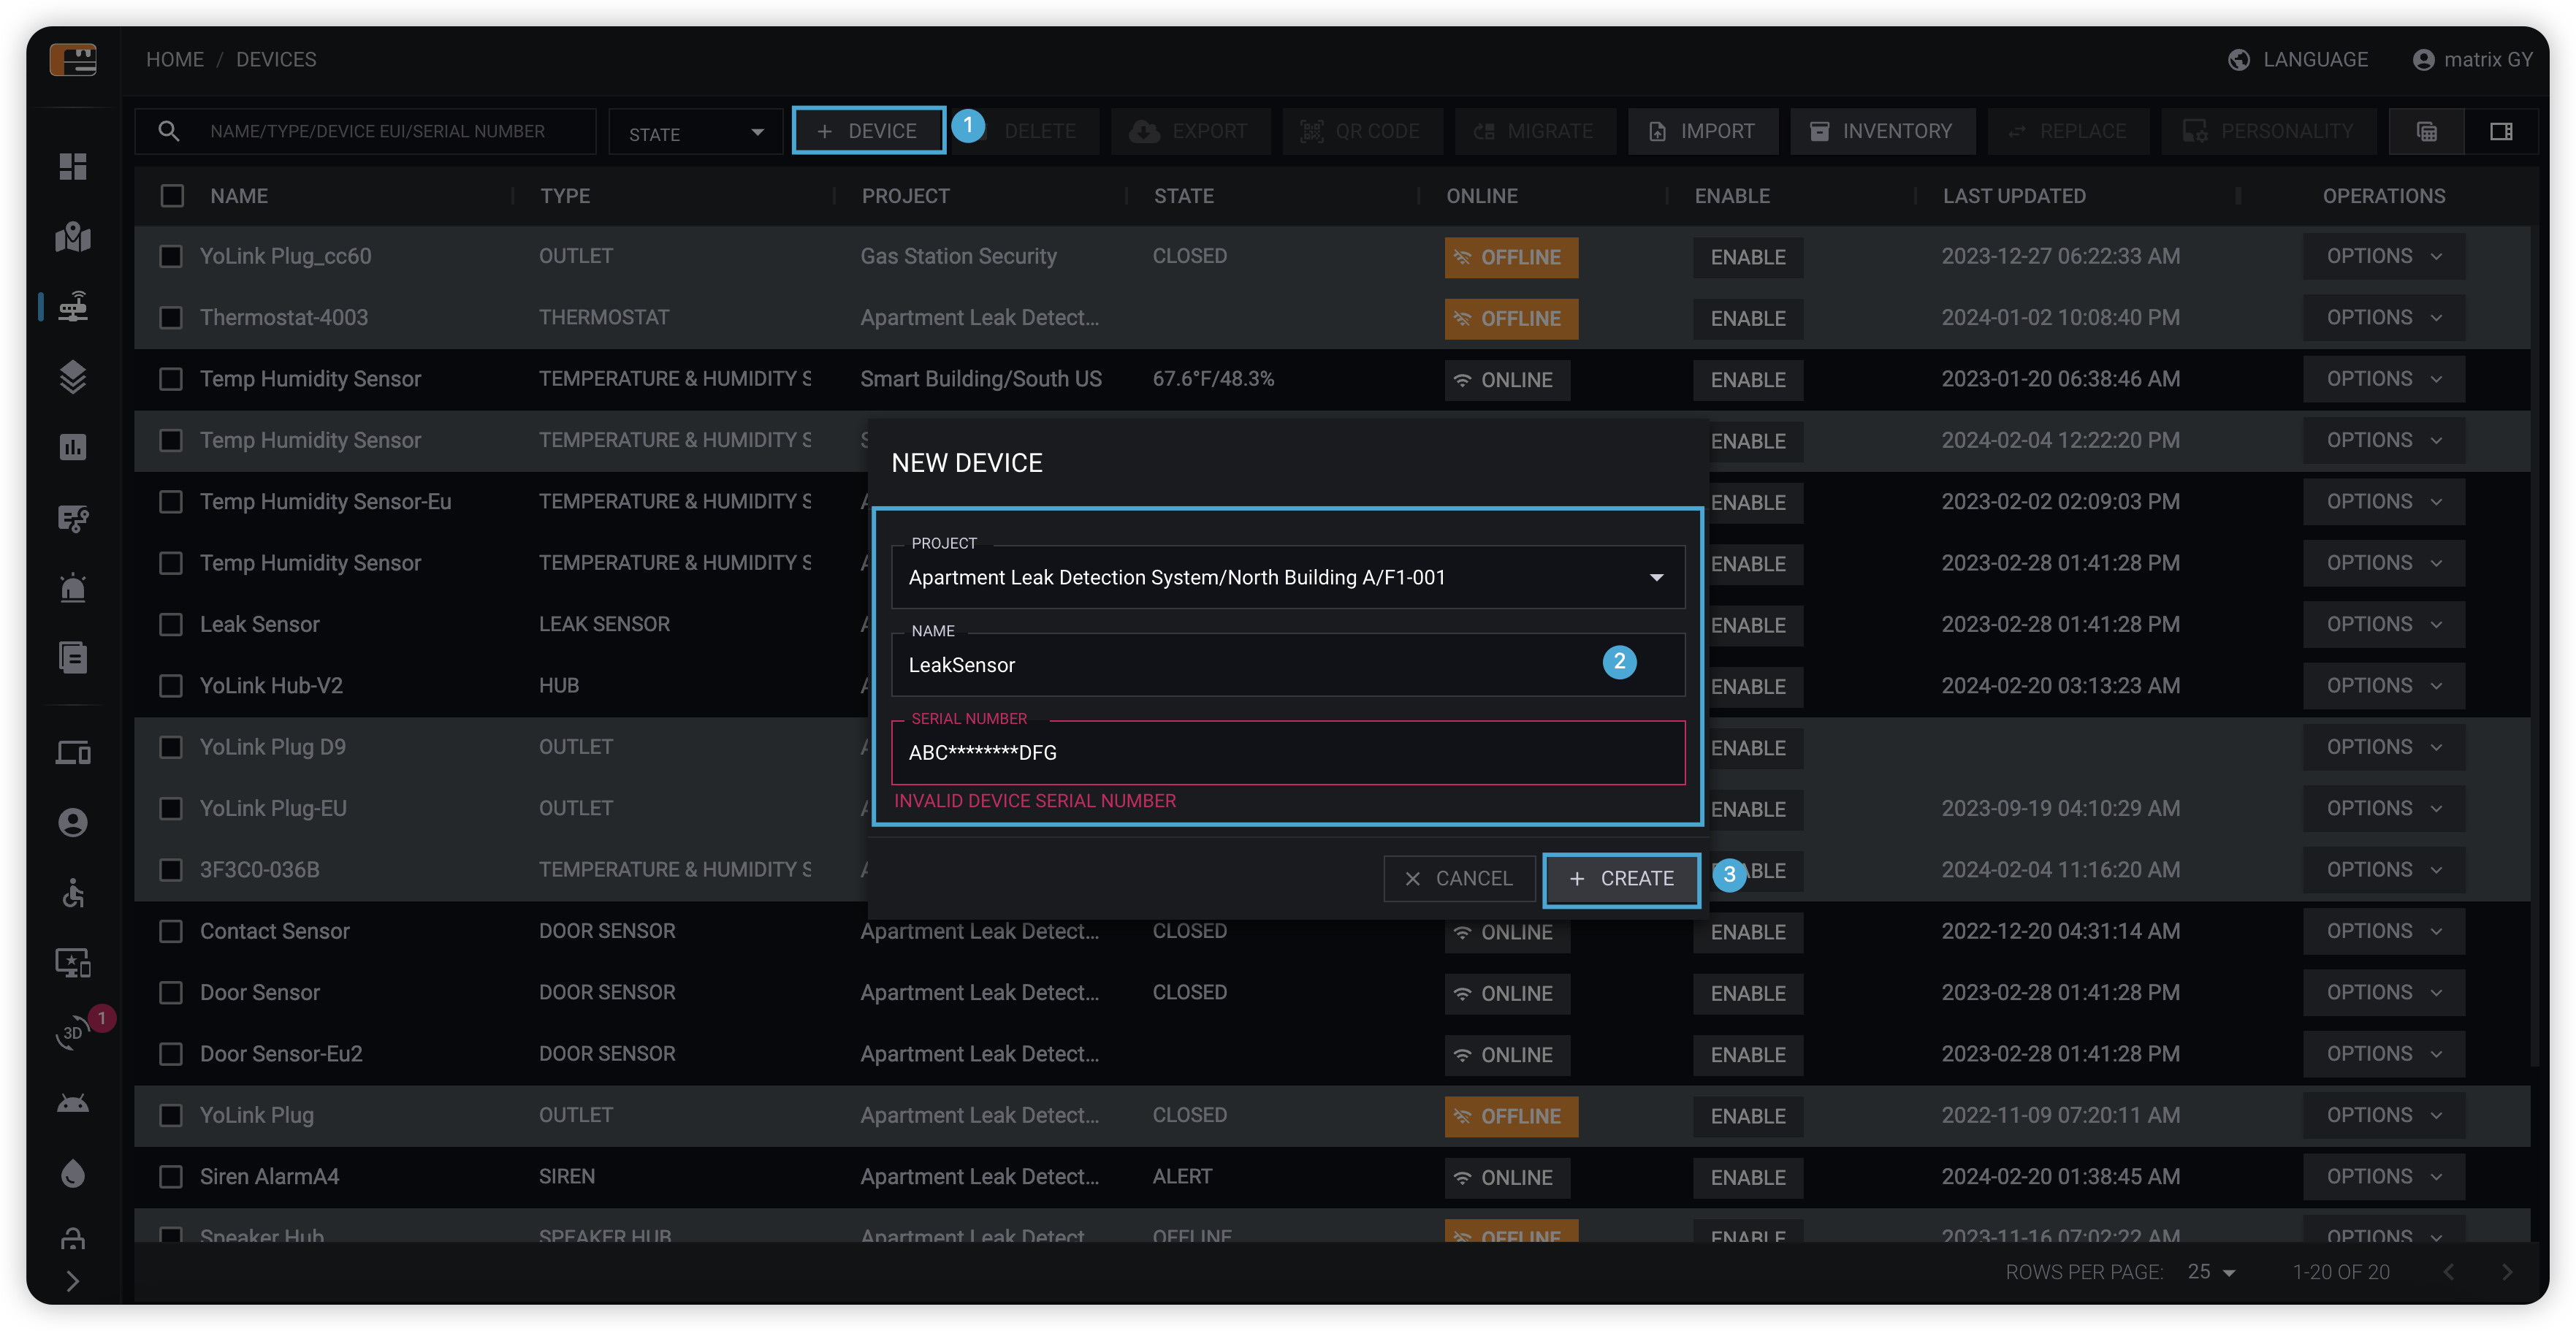 HOME / DEVICES LANGUAGE matrix GY
NAME/TYPE/DEVICE EUI/SERIAL NUMBER STATE + DEVICE 1 DELETE EXPORT QR CODE MIGRATE IMPORT INVENTORY REPLACE PERSONALITY
NAME TYPE PROJECT STATE ONLINE ENABLE LAST UPDATED OPERATIONS
YoLink Plug_cc60 OUTLET Gas Station Security CLOSED OFFLINE ENABLE 2023-12-27 06:22:33 AM OPTIONS
Thermostat-4003 THERMOSTAT Apartment Leak Detect... OFFLINE ENABLE 2024-01-02 10:08:40 PM OPTIONS
Temp Humidity Sensor TEMPERATURE & HUMIDITY S Smart Building/South US 67.6°F/48.3% ONLINE ENABLE 2023-01-20 06:38:46 AM OPTIONS
Temp Humidity Sensor TEMPERATURE & HUMIDITY S ENABLE 2024-02-04 12:22:20 PM OPTIONS
NEW DEVICE
Temp Humidity Sensor-Eu TEMPERATURE & HUMIDITY S ENABLE 2023-02-02 02:09:03 PM OPTIONS
PROJECT
Apartment Leak Detection System/North Building A/F1-001
Temp Humidity Sensor TEMPERATURE & HUMIDITY S ENABLE 2023-02-28 01:41:28 PM OPTIONS
Leak Sensor LEAK SENSOR ENABLE 2023-02-28 01:41:28 PM OPTIONS
NAME
LeakSensor 2
YoLink Hub-V2 HUB ENABLE 2024-02-20 03:13:23 AM OPTIONS
SERIAL NUMBER
ABC********DFG
YoLink Plug D9 OUTLET ENABLE OPTIONS
INVALID DEVICE SERIAL NUMBER
YoLink Plug-EU OUTLET ENABLE 2023-09-19 04:10:29 AM OPTIONS
3F3C0-036B TEMPERATURE & HUMIDITY S BLE 2024-02-04 11:16:20 AM OPTIONS
CANCEL + CREATE 3
Contact Sensor DOOR SENSOR Apartment Leak Detect... CLOSED ONLINE ENABLE 2022-12-20 04:31:14 AM OPTIONS
Door Sensor DOOR SENSOR Apartment Leak Detect... CLOSED ONLINE ENABLE 2023-02-28 01:41:28 PM OPTIONS
3D 1
Door Sensor-Eu2 DOOR SENSOR Apartment Leak Detect... ONLINE ENABLE 2023-02-28 01:41:28 PM OPTIONS
YoLink Plug OUTLET Apartment Leak Detect... CLOSED OFFLINE ENABLE 2022-11-09 07:20:11 AM OPTIONS
Siren AlarmA4 SIREN Apartment Leak Detect... ALERT ONLINE ENABLE 2024-02-20 01:38:45 AM OPTIONS
Speaker Hub SPEAKER HUB Apartment Leak Detect OFFLINE OFFLINE ENABLE 2023-11-16 07:02:22 AM OPTIONS
ROWS PER PAGE: 25 1-20 OF 20